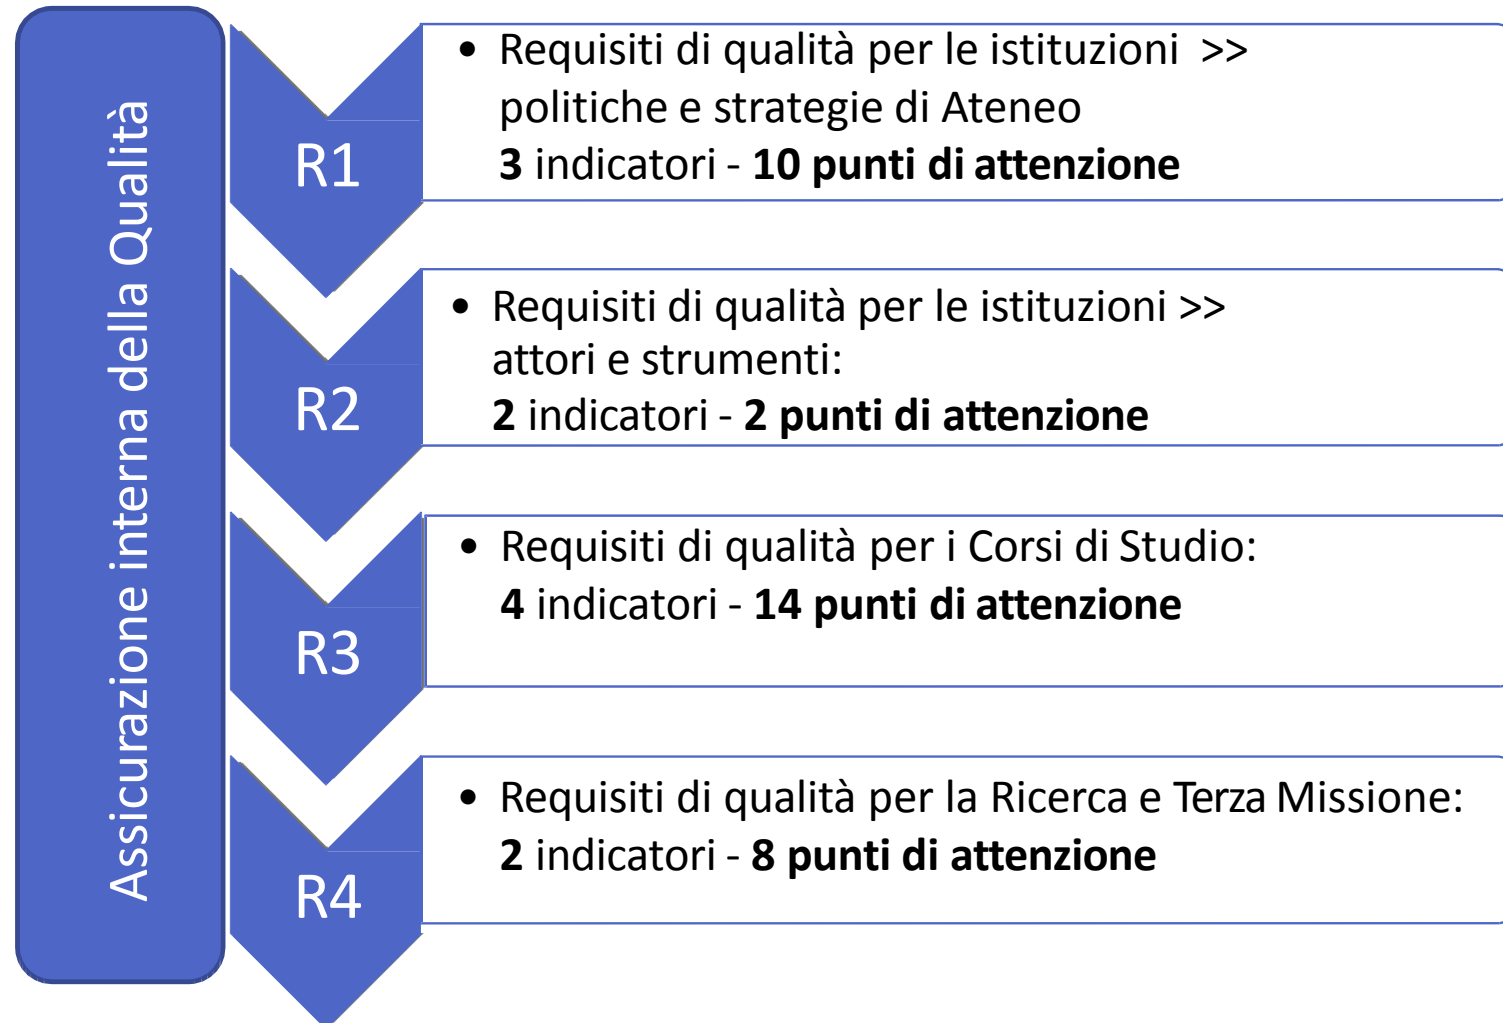 Assicurazione interna della Qualità
R1
• Requisiti di qualità per le istituzioni >>
politiche e strategie di Ateneo
3 indicatori - 10 punti di attenzione
R2
• Requisiti di qualità per le istituzioni >>
attori e strumenti:
2 indicatori - 2 punti di attenzione
R3
• Requisiti di qualità per i Corsi di Studio:
4 indicatori - 14 punti di attenzione
R4
• Requisiti di qualità per la Ricerca e Terza Missione:
2 indicatori - 8 punti di attenzione